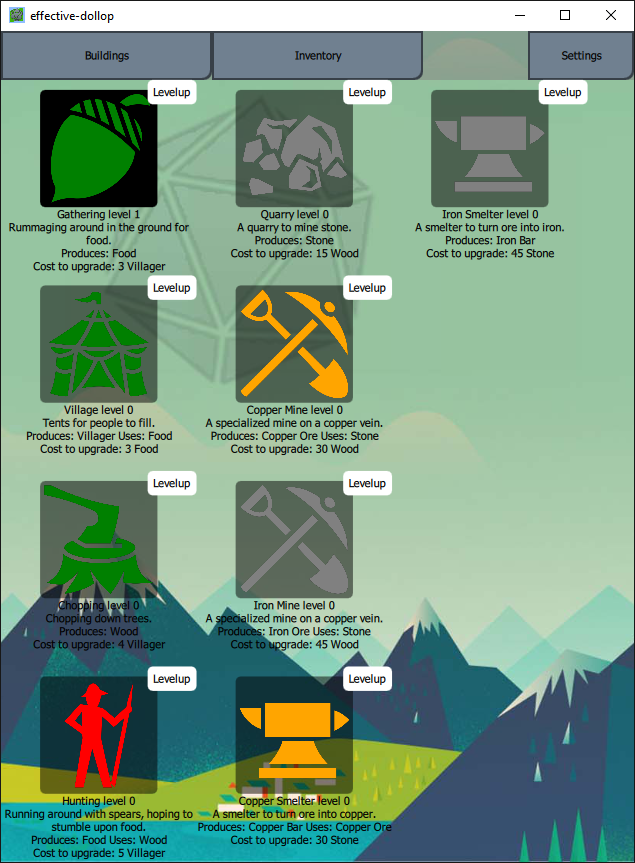 effective-dollop
Buildings
Inventory
Settings
Levelup
Gathering level 1
Rummaging around in the ground for
food.
Produces: Food
Cost to upgrade: 3 Villager
Levelup
Quarry level 0
A quarry to mine stone.
Produces: Stone
Cost to upgrade: 15 Wood
Levelup
Iron Smelter level 0
A smelter to turn ore into iron.
Produces: Iron Bar
Cost to upgrade: 45 Stone
Levelup
Village level 0
Tents for people to fill.
Produces: Villager Uses: Food
Cost to upgrade: 3 Food
Levelup
Copper Mine level 0
A specialized mine on a copper vein.
Produces: Copper Ore Uses: Stone
Cost to upgrade: 30 Wood
Levelup
Chopping level 0
Chopping down trees.
Produces: Wood
Cost to upgrade: 4 Villager
Levelup
Iron Mine level 0
A specialized mine on a copper vein.
Produces: Iron Ore Uses: Stone
Cost to upgrade: 45 Wood
Levelup
Hunting level 0
Running around with spears, hoping to
stumble upon food.
Produces: Food Uses: Wood
Cost to upgrade: 5 Villager
Levelup
Copper Smelter level 0
A smelter to turn ore into copper.
Produces: Copper Bar Uses: Copper Ore
Cost to upgrade: 30 Stone